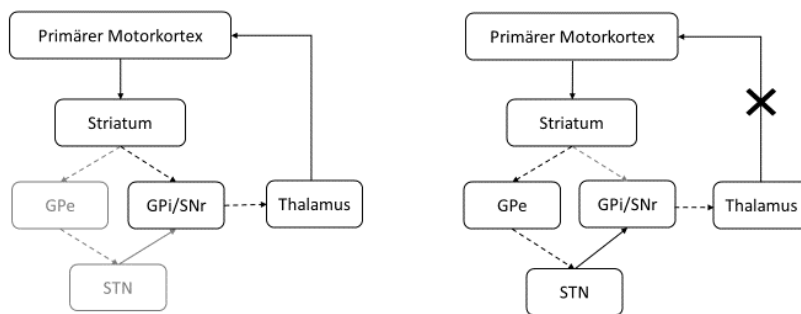 Primärer Motorkortex
Striatum
GPe
GPi/SNr
Thalamus
STN
Primärer Motorkortex
Striatum
GPe
GPi/SNr
Thalamus
STN